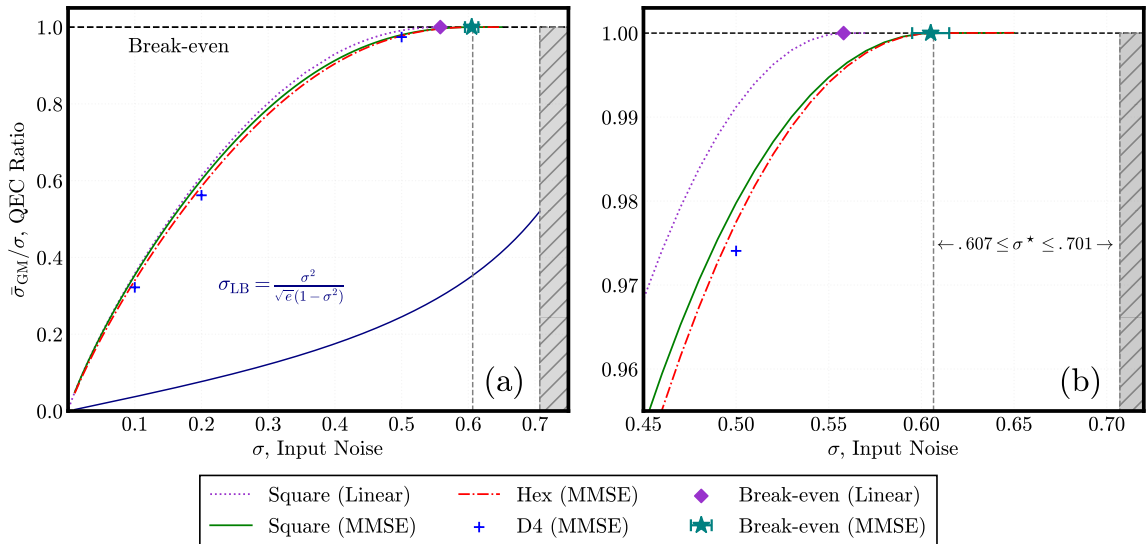 σ̄_GM/σ, QEC Ratio
1.0
0.8
0.6
0.4
0.2
0.0
Break-even
σ_LB = σ²/(√e(1−σ²))
(a)
0.1 0.2 0.3 0.4 0.5 0.6 0.7
σ, Input Noise
1.00
0.99
0.98
0.97
0.96
←.607 ≤ σ* ≤ .701→
(b)
0.45 0.50 0.55 0.60 0.65 0.70
σ, Input Noise
Square (Linear) Hex (MMSE) Break-even (Linear)
Square (MMSE) D4 (MMSE) Break-even (MMSE)